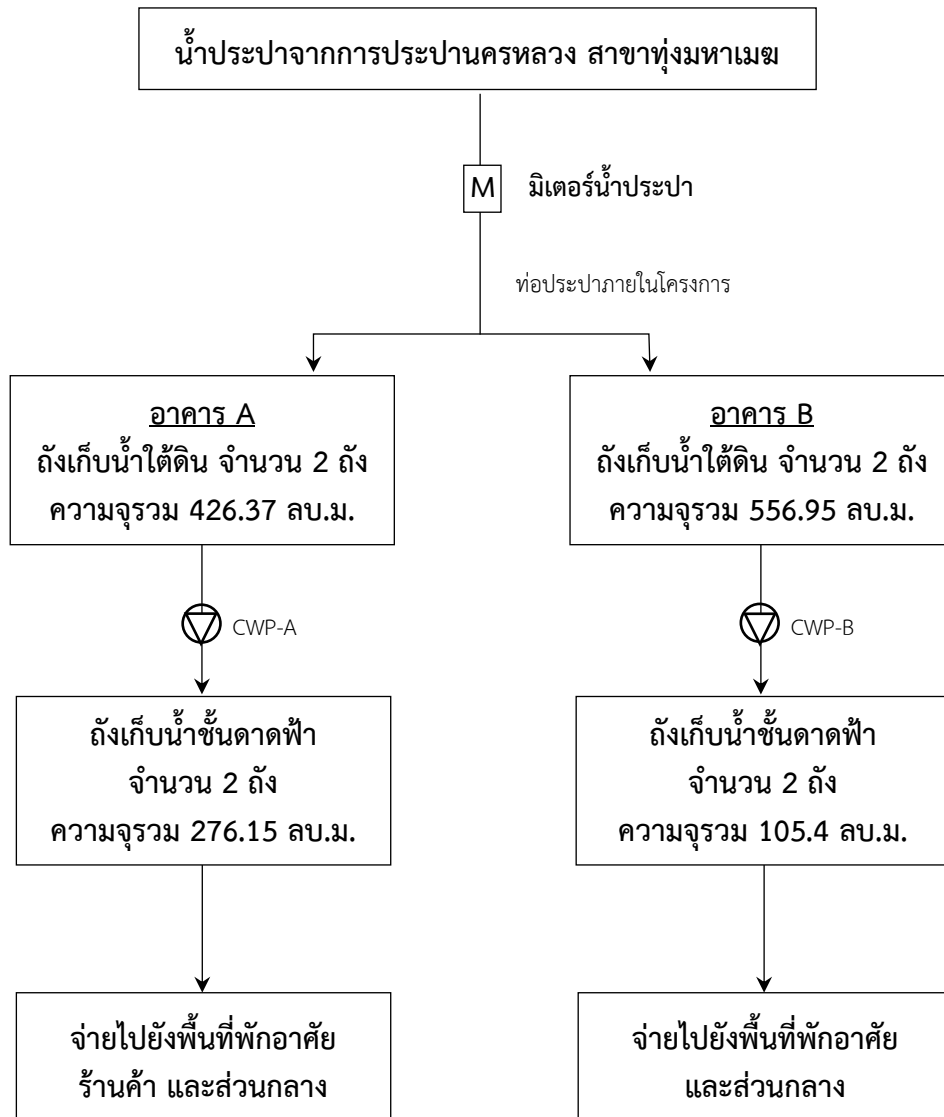 น้ำประปาจากการประปานครหลวง สาขาทุ่งมหาเมฆ
M มิเตอร์น้ำประปา
ท่อประปาภายในโครงการ
อาคาร A
ถังเก็บน้ำใต้ดิน จำนวน 2 ถัง
ความจุรวม 426.37 ลบ.ม.
อาคาร B
ถังเก็บน้ำใต้ดิน จำนวน 2 ถัง
ความจุรวม 556.95 ลบ.ม.
CWP-A
CWP-B
ถังเก็บน้ำชั้นดาดฟ้า
จำนวน 2 ถัง
ความจุรวม 276.15 ลบ.ม.
ถังเก็บน้ำชั้นดาดฟ้า
จำนวน 2 ถัง
ความจุรวม 105.4 ลบ.ม.
จ่ายไปยังพื้นที่พักอาศัย
ร้านค้า และส่วนกลาง
จ่ายไปยังพื้นที่พักอาศัย
และส่วนกลาง